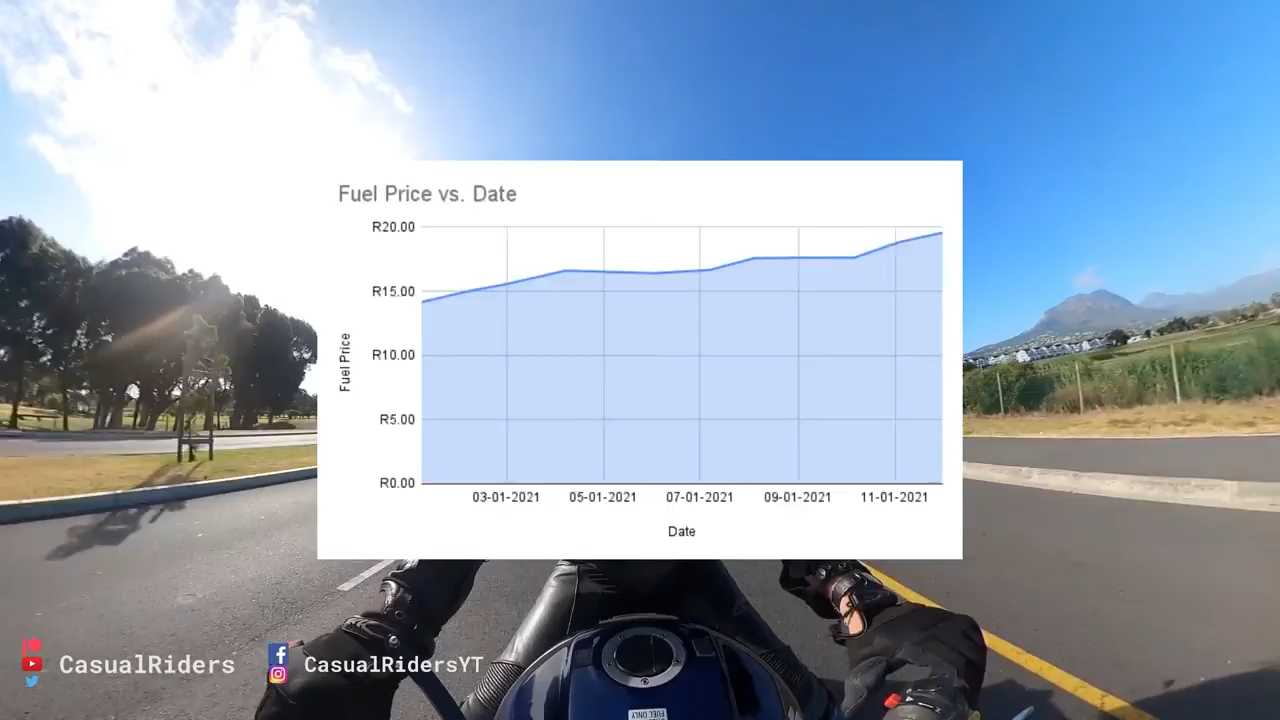 Fuel Price vs. Date
R20.00
R15.00
R10.00
R5.00
R0.00
Fuel Price
03-01-2021 05-01-2021 07-01-2021 09-01-2021 11-01-2021
Date
CasualRiders CasualRidersYT
FUEL ONLY